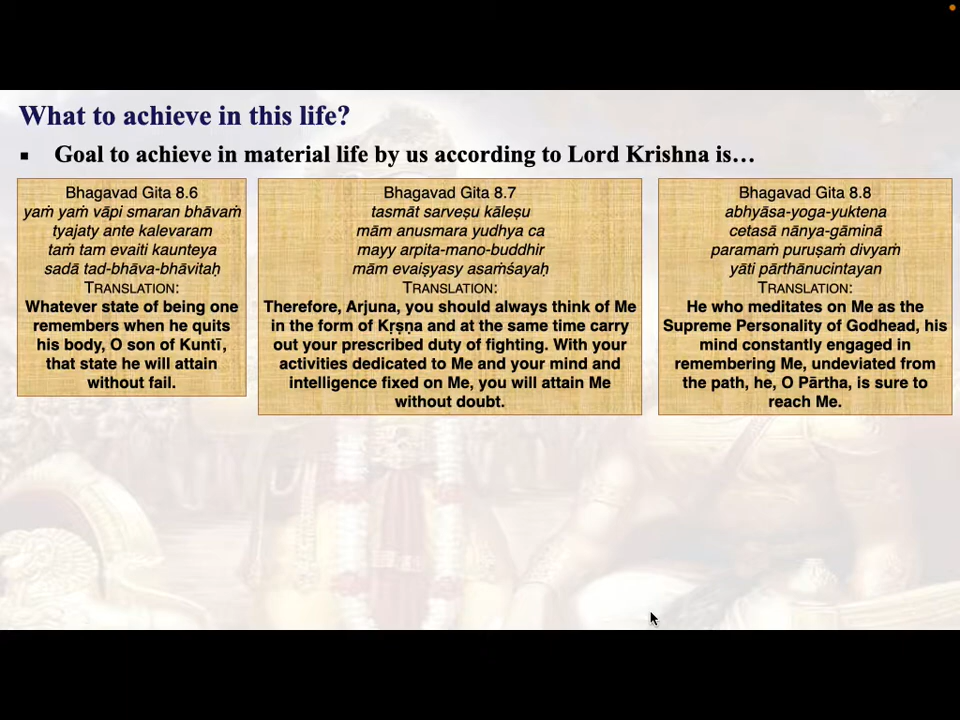 What to achieve in this life?
▪ Goal to achieve in material life by us according to Lord Krishna is…
Bhagavad Gita 8.6
yaṁ yaṁ vāpi smaran bhāvaṁ
tyajaty ante kalevaram
taṁ tam evaiti kaunteya
sadā tad-bhāva-bhāvitaḥ
TRANSLATION:
Whatever state of being one
remembers when he quits
his body, O son of Kuntī,
that state he will attain
without fail.
Bhagavad Gita 8.7
tasmāt sarveṣu kāleṣu
mām anusmara yudhya ca
mayy arpita-mano-buddhir
mām evaiṣyasy asaṁśayaḥ
TRANSLATION:
Therefore, Arjuna, you should always think of Me
in the form of Kṛṣṇa and at the same time carry
out your prescribed duty of fighting. With your
activities dedicated to Me and your mind and
intelligence fixed on Me, you will attain Me
without doubt.
Bhagavad Gita 8.8
abhyāsa-yoga-yuktena
cetasā nānya-gāminā
paramaṁ puruṣaṁ divyaṁ
yāti pārthānucintayan
TRANSLATION:
He who meditates on Me as the
Supreme Personality of Godhead, his
mind constantly engaged in
remembering Me, undeviated from
the path, he, O Pārtha, is sure to
reach Me.